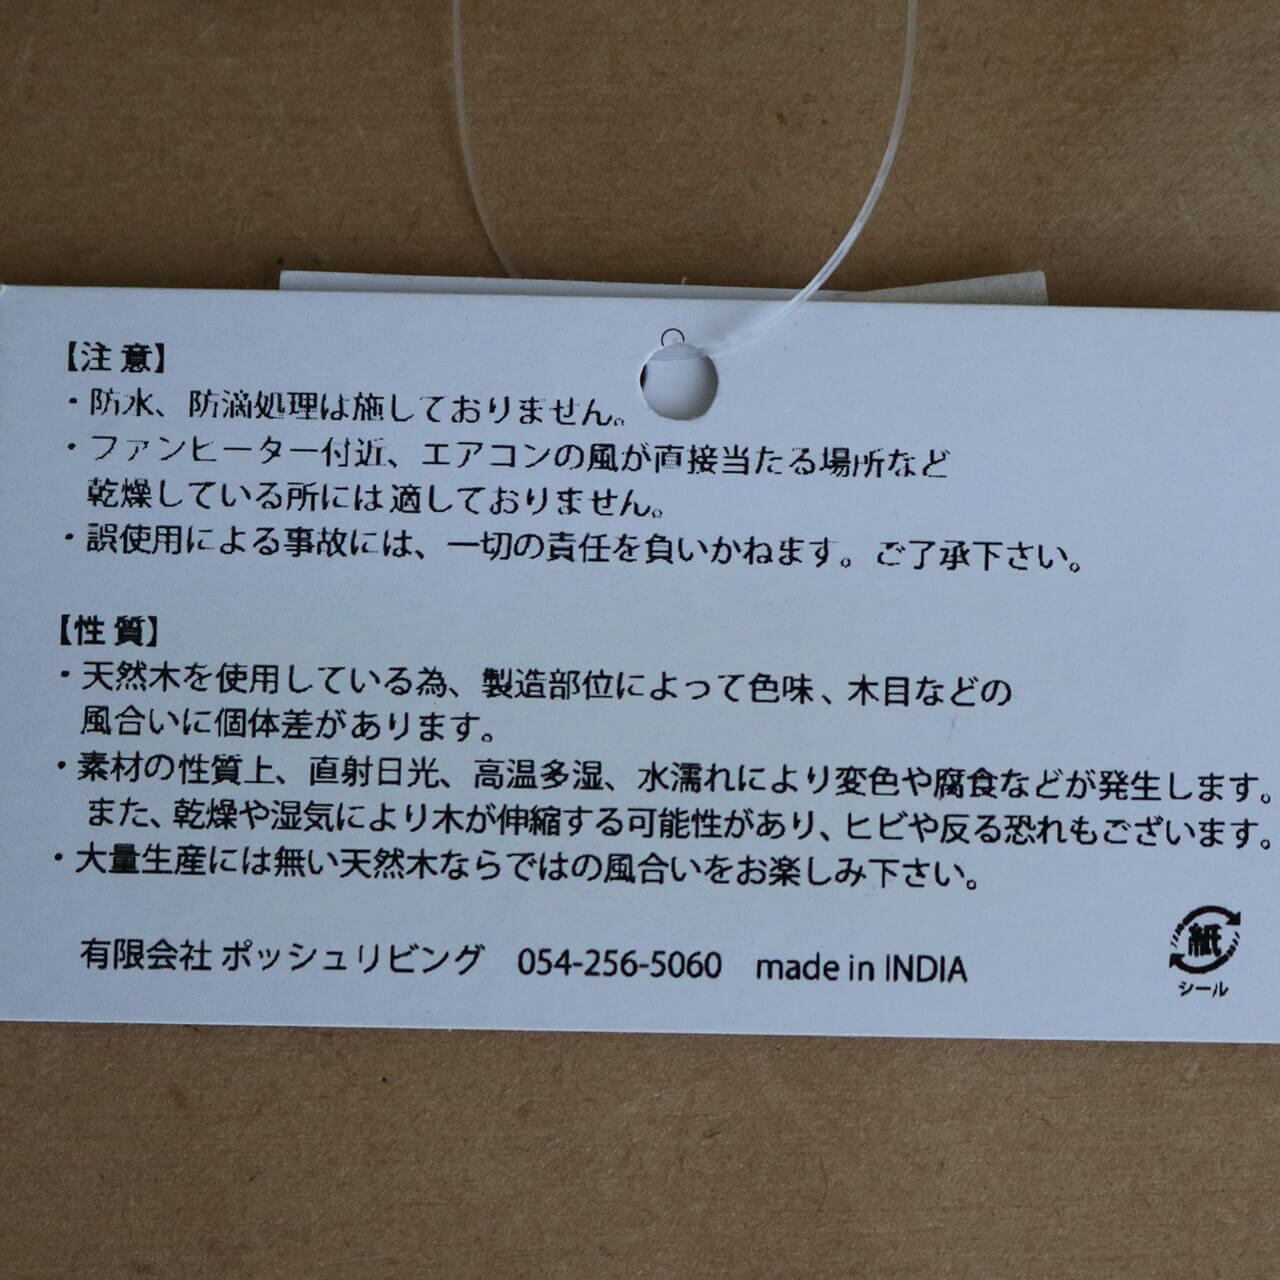 【注意】
・防水、防滴処理は施しておりません。
・ファンヒーター付近、エアコンの風が直接当たる場所など
乾燥している所には適しておりません。
・誤使用による事故には、一切の責任を負いかねます。ご了承下さい。
【性質】
・天然木を使用している為、製造部位によって色味、木目などの
風合いに個体差があります。
・素材の性質上、直射日光、高温多湿、水濡れにより変色や腐食などが発生します。
また、乾燥や湿気により木が伸縮する可能性があり、ヒビや反る恐れもございます。
・大量生産には無い天然木ならではの風合いをお楽しみ下さい。
有限会社 ポッシュリビング 054-256-5060 made in INDIA
紙
シール